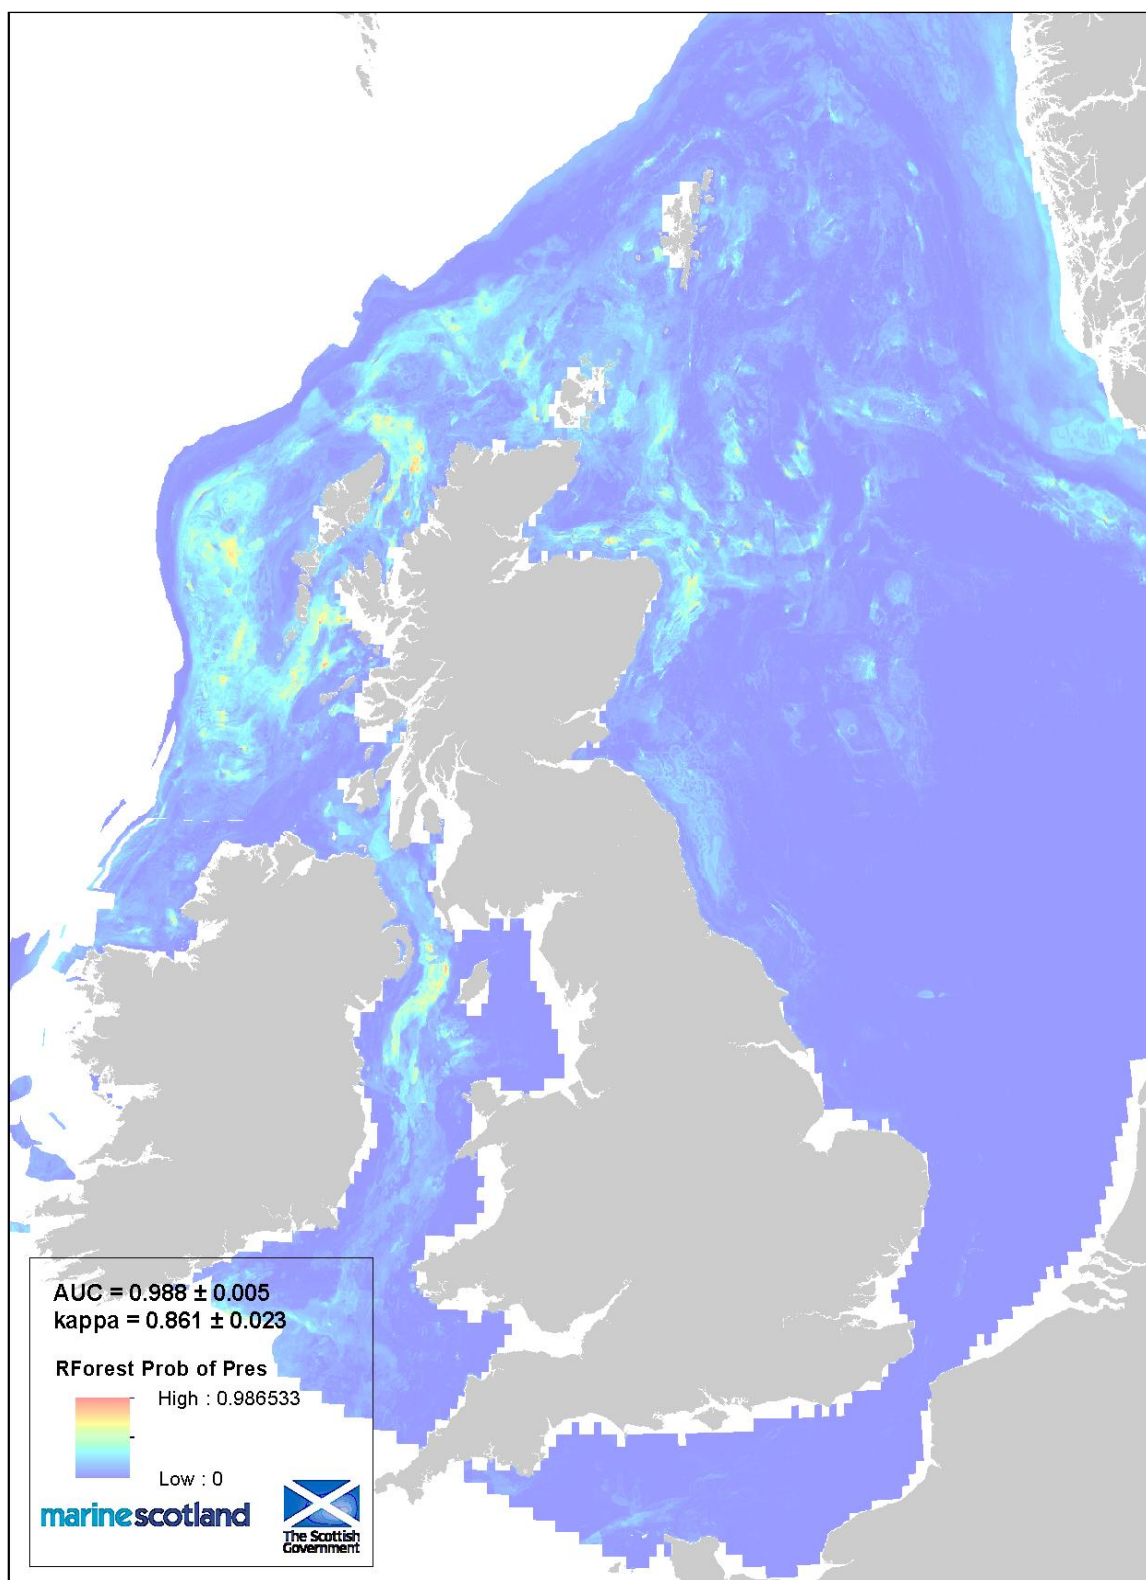 AUC = 0.988 ± 0.005
kappa = 0.861 ± 0.023
RForest Prob of Pres
High : 0.986533
Low : 0
marinescotland
The Scottish
Government